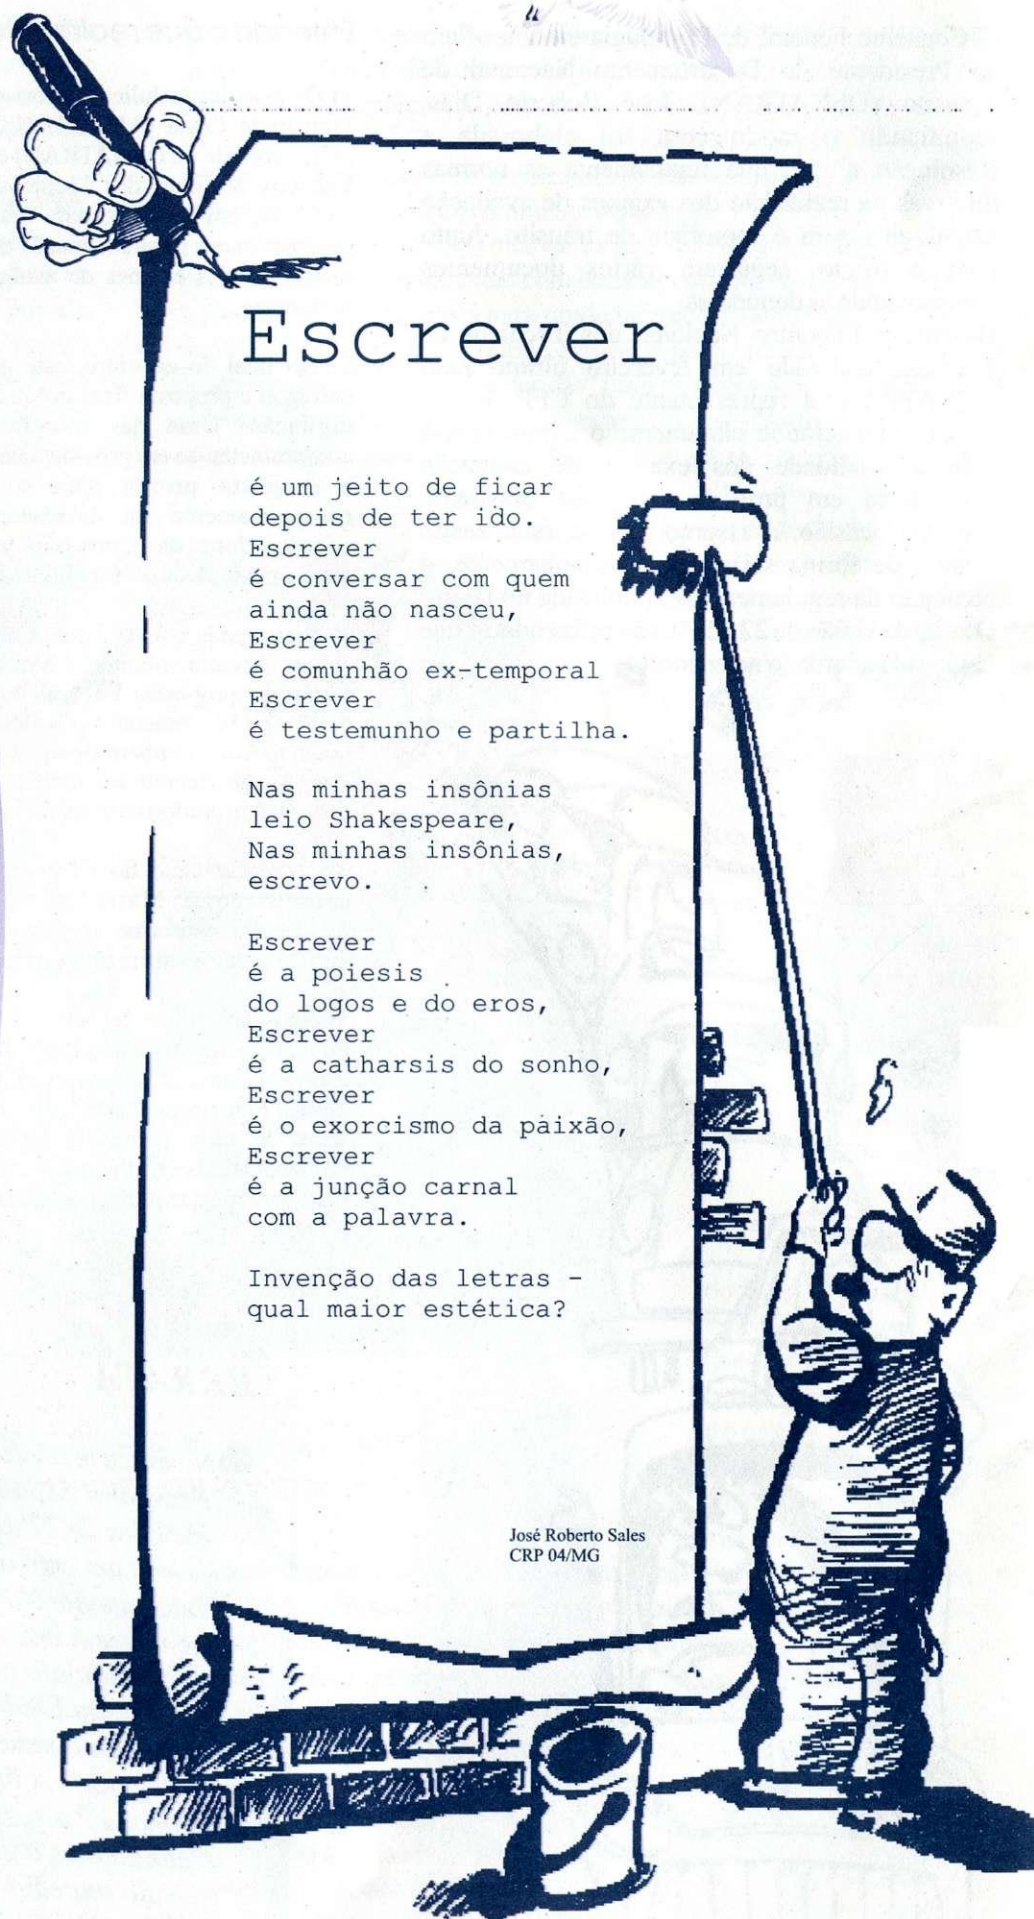 Escrever
é um jeito de ficar
depois de ter ido.
Escrever
é conversar com quem
ainda não nasceu,
Escrever
é comunhão ex-temporal
Escrever
é testemunho e partilha.
Nas minhas insônias
leio Shakespeare,
Nas minhas insônias,
escrevo.
Escrever
é a poiesis
do logos e do eros,
Escrever
é a catharsis do sonho,
Escrever
é o exorcismo da paixão,
Escrever
é a junção carnal
com a palavra.
Invenção das letras -
qual maior estética?
José Roberto Sales
CRP 04/MG